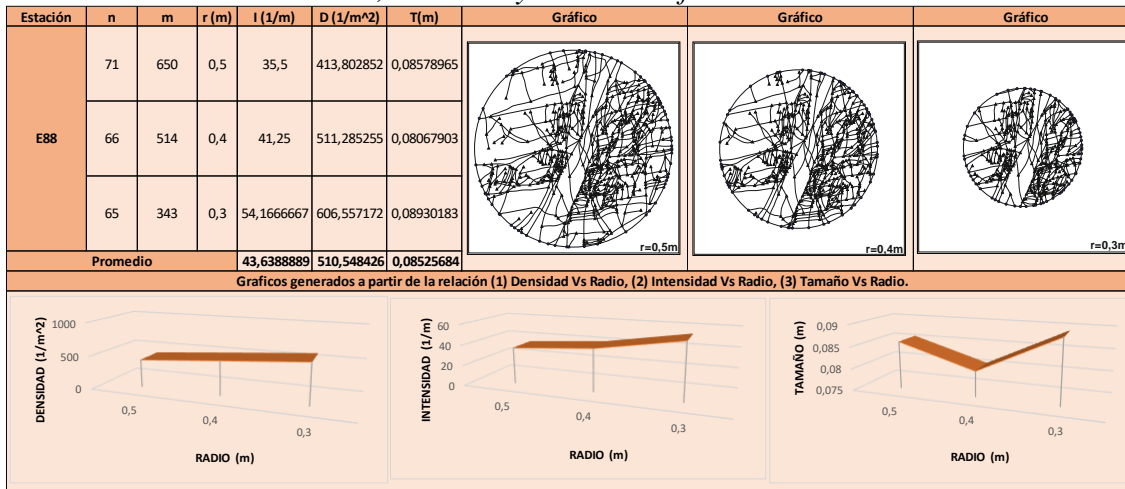 Estación n m r (m) I (1/m) D (1/m^2) T(m) Gráfico Gráfico Gráfico
E88
71 650 0,5 35,5 413,802852 0,08578965
66 514 0,4 41,25 511,285255 0,08067903
65 343 0,3 54,1666667 606,557172 0,08930183
r=0,5m
r=0,4m
r=0,3m
Promedio 43,6388889 510,548426 0,08525684
Graficos generados a partir de la relación (1) Densidad Vs Radio, (2) Intensidad Vs Radio, (3) Tamaño Vs Radio.
DENSIDAD (1/m^2)
1000
500
0
0,5
0,4
0,3
RADIO (m)
INTENSIDAD (1/m)
60
40
20
0
0,5
0,4
0,3
RADIO (m)
TAMAÑO (m)
0,09
0,085
0,08
0,075
0,5
0,4
0,3
RADIO (m)